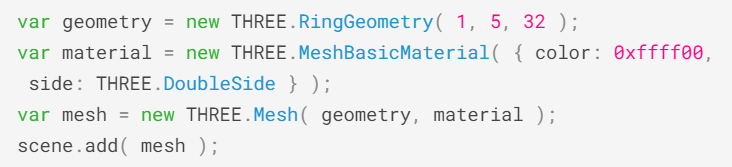 var geometry = new THREE.RingGeometry( 1, 5, 32 );
var material = new THREE.MeshBasicMaterial( { color: 0xffff00,
side: THREE.DoubleSide } );
var mesh = new THREE.Mesh( geometry, material );
scene.add( mesh );